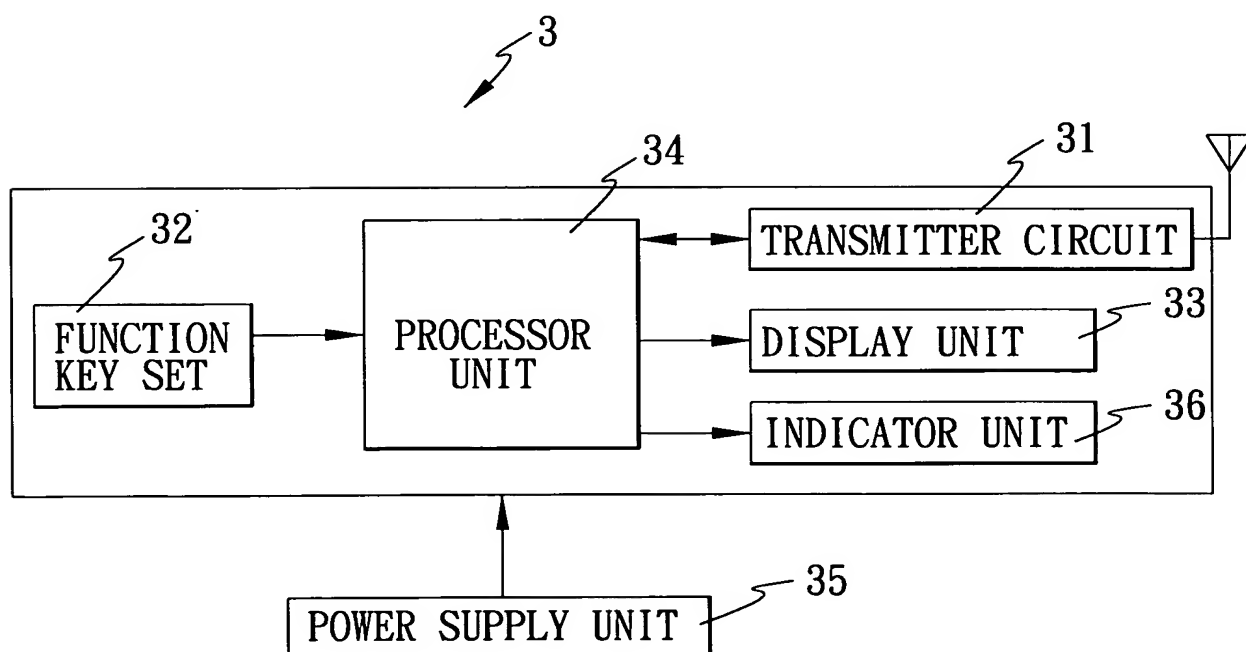 3
34
31
32
TRANSMITTER CIRCUIT
FUNCTION
KEY SET
PROCESSOR
UNIT
33
DISPLAY UNIT
36
INDICATOR UNIT
35
POWER SUPPLY UNIT